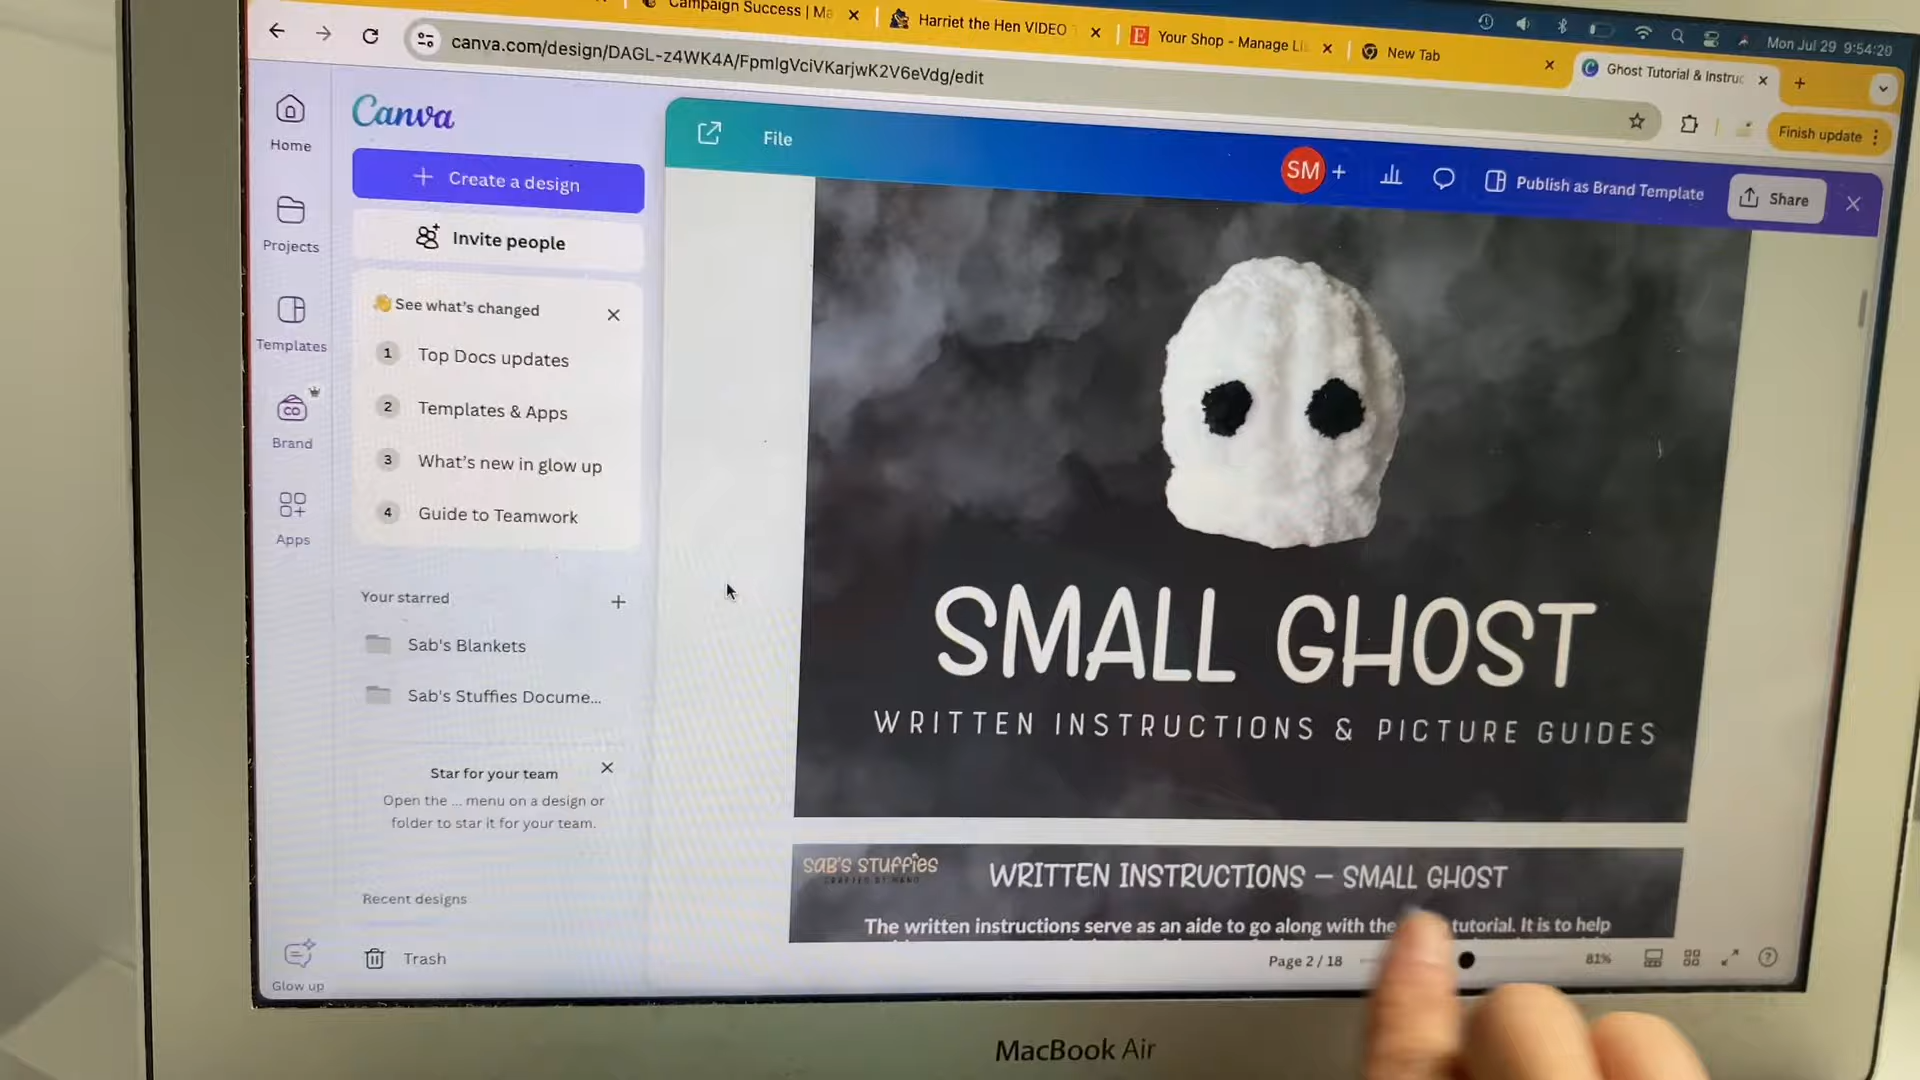 Campaign Success | Ma
Harriet the Hen VIDEO T
Your Shop - Manage Li
New Tab
Ghost Tutorial & Instruc
Mon Jul 29 9:54:20
canva.com/design/DAGL-z4WK4A/FpmIgVciVKarjwK2V6eVdg/edit
Finish update
Home
Projects
Templates
CO
Brand
Apps
Glow up
Canva
Create a design
Invite people
See what's changed
1 Top Docs updates
2 Templates & Apps
3 What's new in glow up
4 Guide to Teamwork
Your starred
Sab's Blankets
Sab's Stuffies Docume...
Star for your team
Open the ... menu on a design or
folder to star it for your team.
Recent designs
Trash
File
SM
Publish as Brand Template
Share
SMALL GHOST
WRITTEN INSTRUCTIONS & PICTURE GUIDES
SAB'S STUFFIES
CRAFTED BY HAND
WRITTEN INSTRUCTIONS – SMALL GHOST
The written instructions serve as an aide to go along with the tutorial. It is to help
Page 2 / 18
81%
MacBook Air